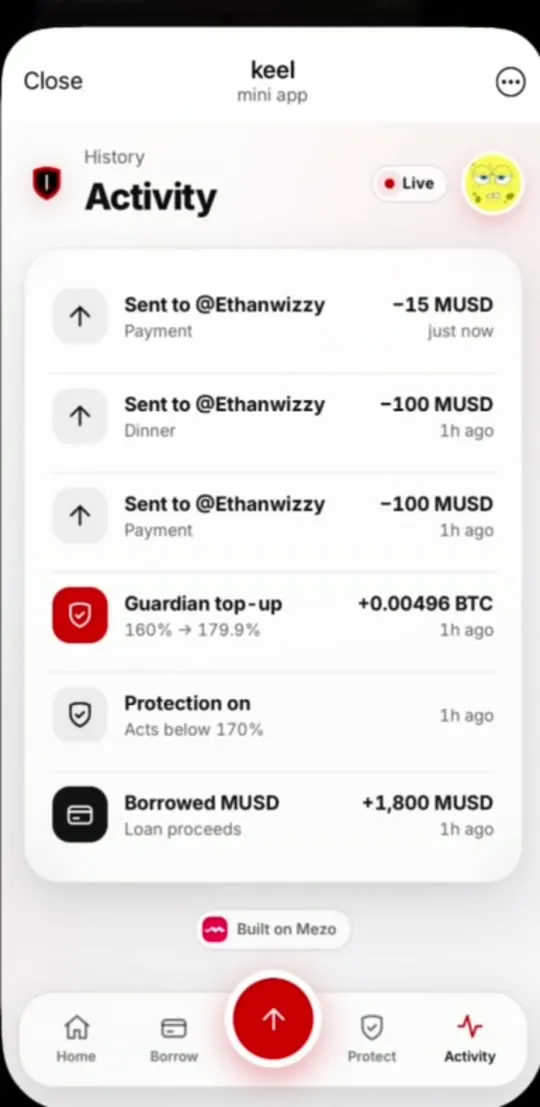 Close
keel
mini app
History
Activity
Live
Sent to @Ethanwizzy
−15 MUSD
Payment
just now
Sent to @Ethanwizzy
−100 MUSD
Dinner
1h ago
Sent to @Ethanwizzy
−100 MUSD
Payment
1h ago
Guardian top-up
+0.00496 BTC
160% → 179.9%
1h ago
Protection on
Acts below 170%
1h ago
Borrowed MUSD
+1,800 MUSD
Loan proceeds
1h ago
Built on Mezo
Home
Borrow
Protect
Activity